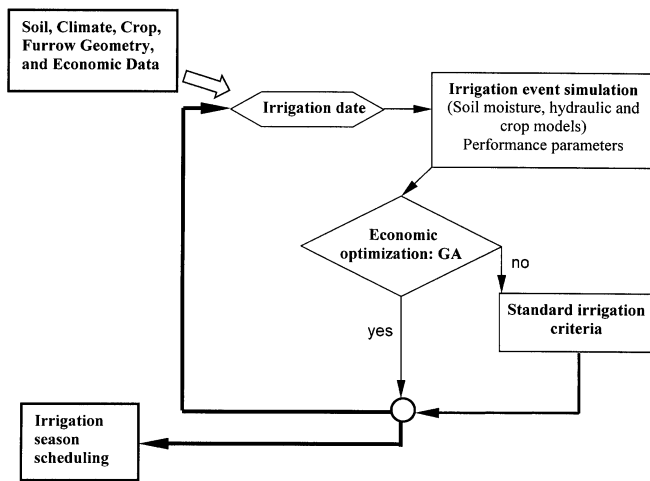 Soil, Climate, Crop,
Furrow Geometry,
and Economic Data
Irrigation date
Irrigation event simulation
(Soil moisture, hydraulic and
crop models)
Performance parameters
Economic
optimization: GA
no
yes
Standard irrigation
criteria
Irrigation
season
scheduling